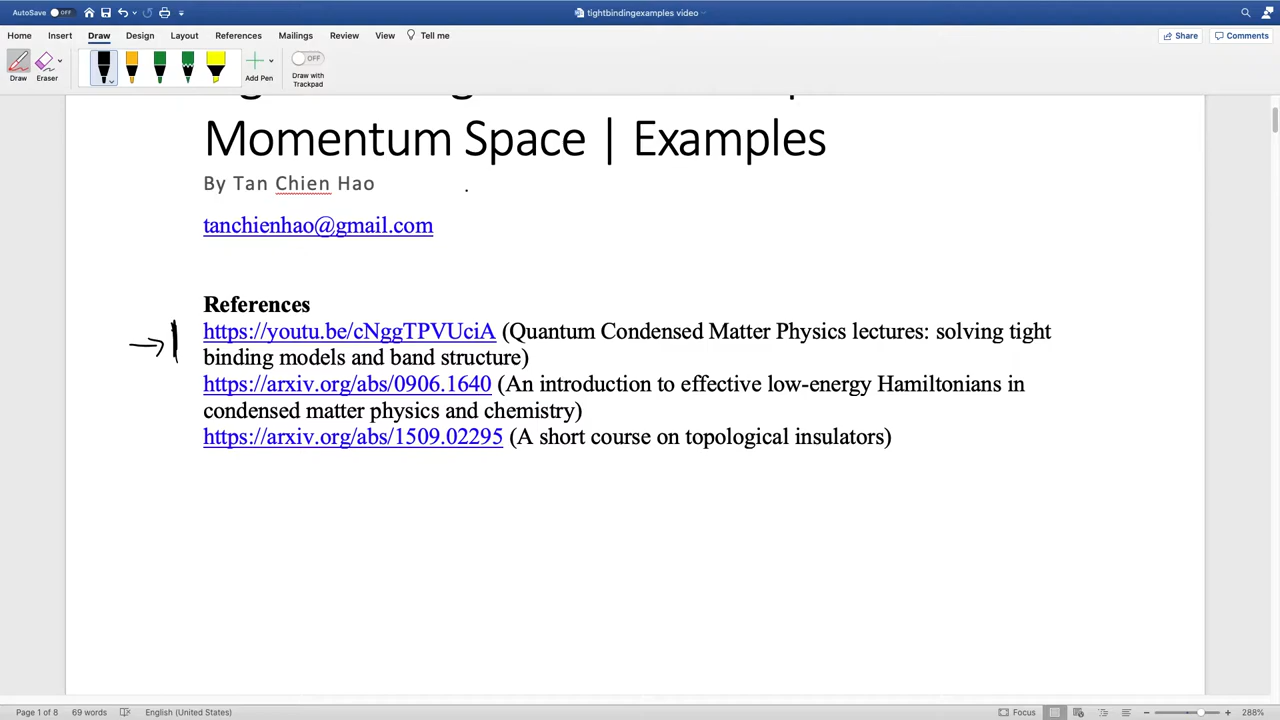 AutoSave OFF
tightbindingexamples video
Home Insert Draw Design Layout References Mailings Review View Tell me
Share Comments
Draw Eraser Add Pen OFF Draw with Trackpad
Momentum Space | Examples
By Tan Chien Hao
tanchienhao@gmail.com
References
https://youtu.be/cNggTPVUciA (Quantum Condensed Matter Physics lectures: solving tight
binding models and band structure)
https://arxiv.org/abs/0906.1640 (An introduction to effective low-energy Hamiltonians in
condensed matter physics and chemistry)
https://arxiv.org/abs/1509.02295 (A short course on topological insulators)
Page 1 of 8 69 words English (United States) Focus 288%